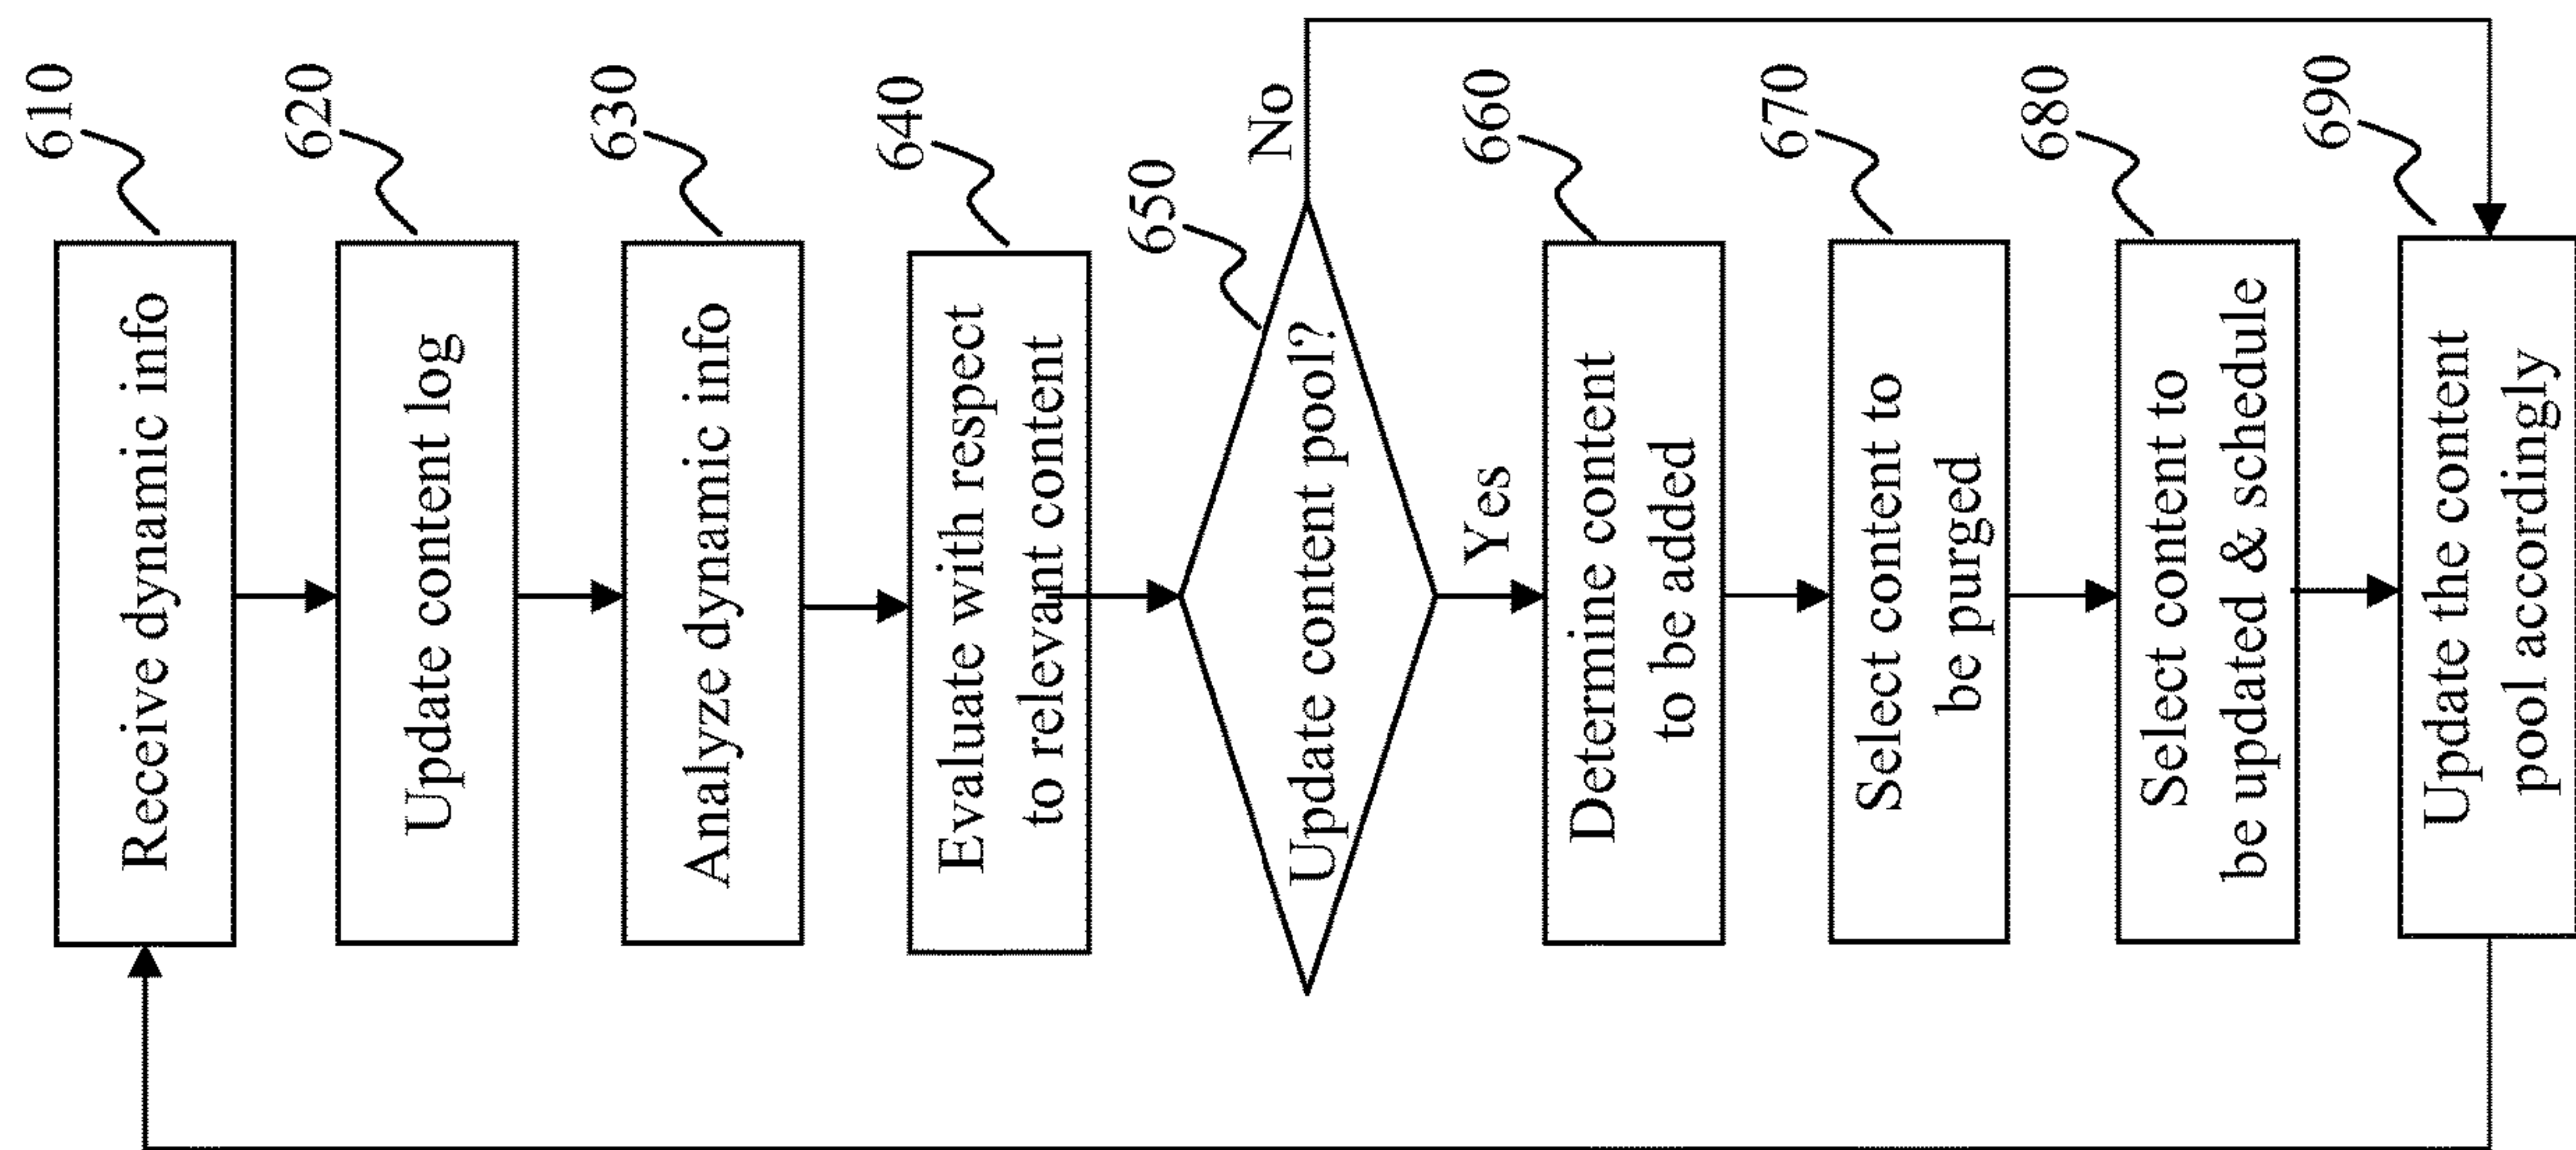 610
Receive dynamic info
620
Update content log
630
Analyze dynamic info
640
Evaluate with respect
to relevant content
650
Update content pool?
No
Yes
660
Determine content
to be added
670
Select content to
be purged
680
Select content to
be updated & schedule
690
Update the content
pool accordingly